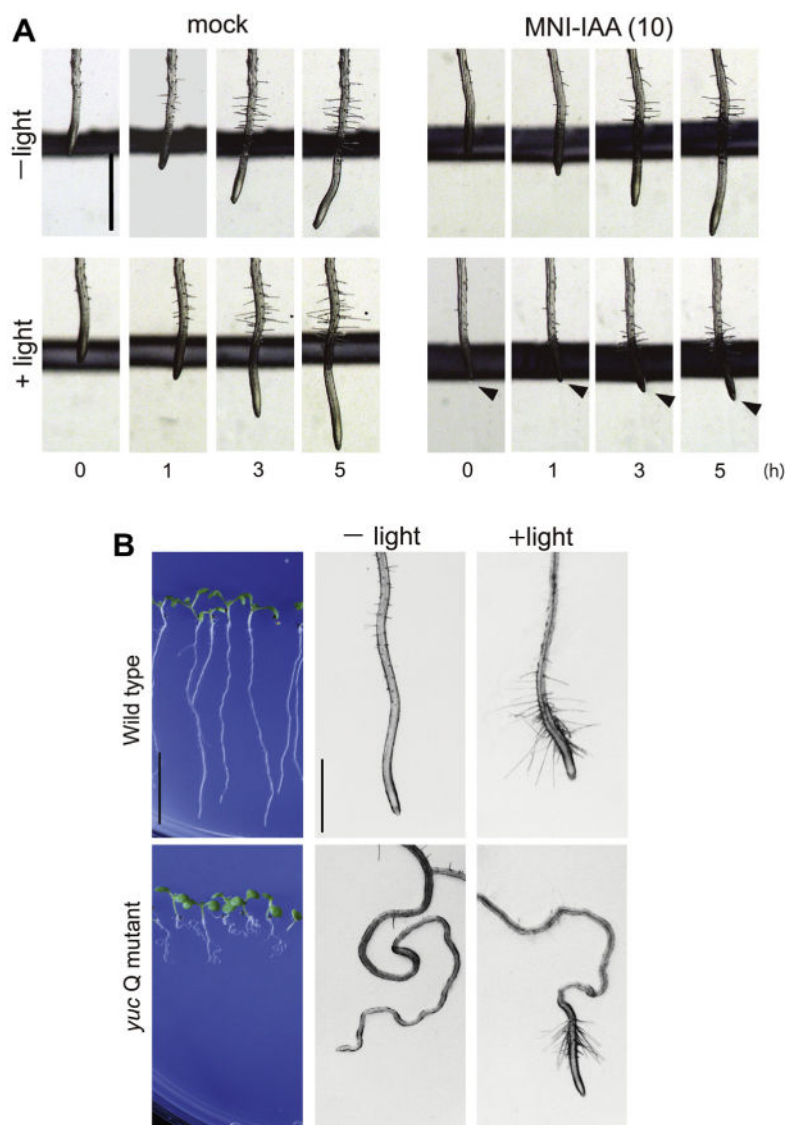 A
mock
MNI-IAA (10)
— light
+ light
0 1 3 5 0 1 3 5 (h)
B
— light +light
Wild type
yuc Q mutant